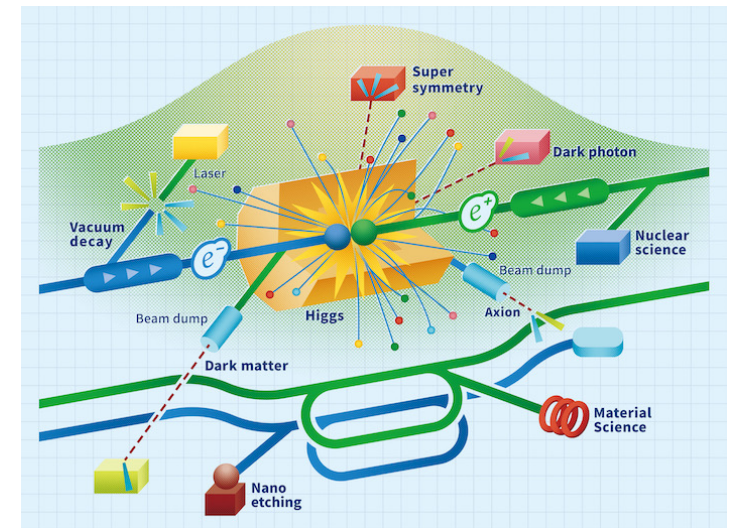 Super
symmetry
Dark photon
Laser
Vacuum
decay
e⁺
e⁻
Nuclear
science
Beam dump
Axion
Beam dump
Higgs
Dark matter
Material
Science
Nano
etching